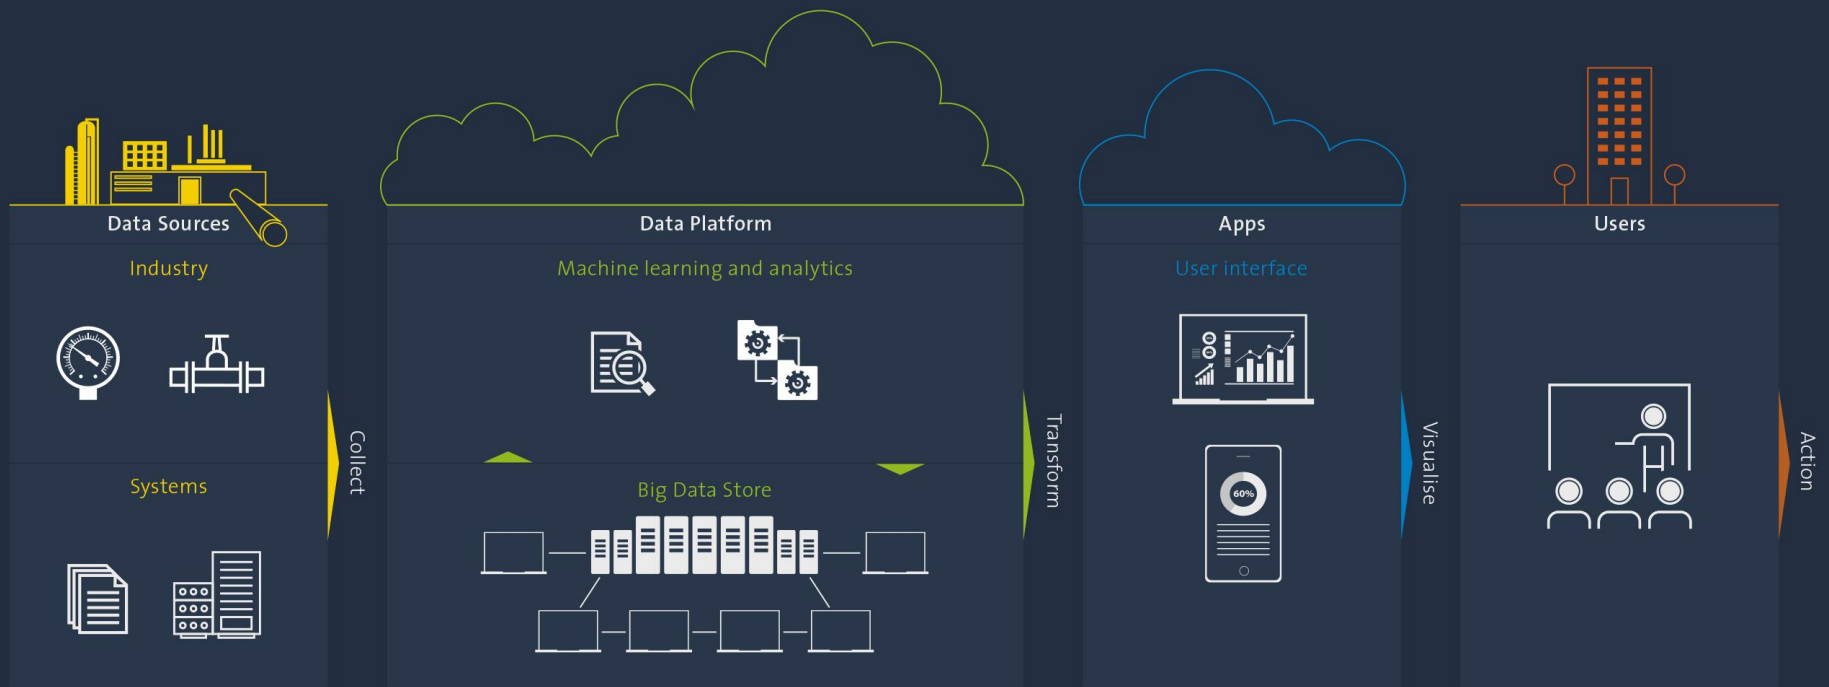 Data Sources
Industry
Systems
Collect
Data Platform
Machine learning and analytics
Big Data Store
Transform
Apps
User interface
60%
Visualise
Users
Action